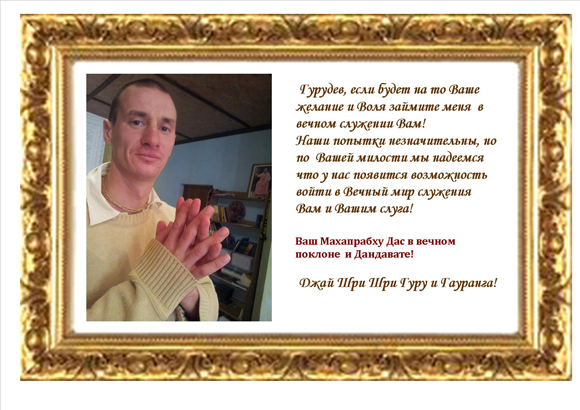 Гурудев, если будет на то Ваше
желание и Воля займите меня в
вечном служении Вам!
Наши попытки незначительны, но
по Вашей милости мы надеемся
что у нас появится возможность
войти в Вечный мир служения
Вам и Вашим слуга!
Ваш Махапрабху Дас в вечном
поклоне и Дандавате!
Джай Шри Шри Гуру и Гауранга!